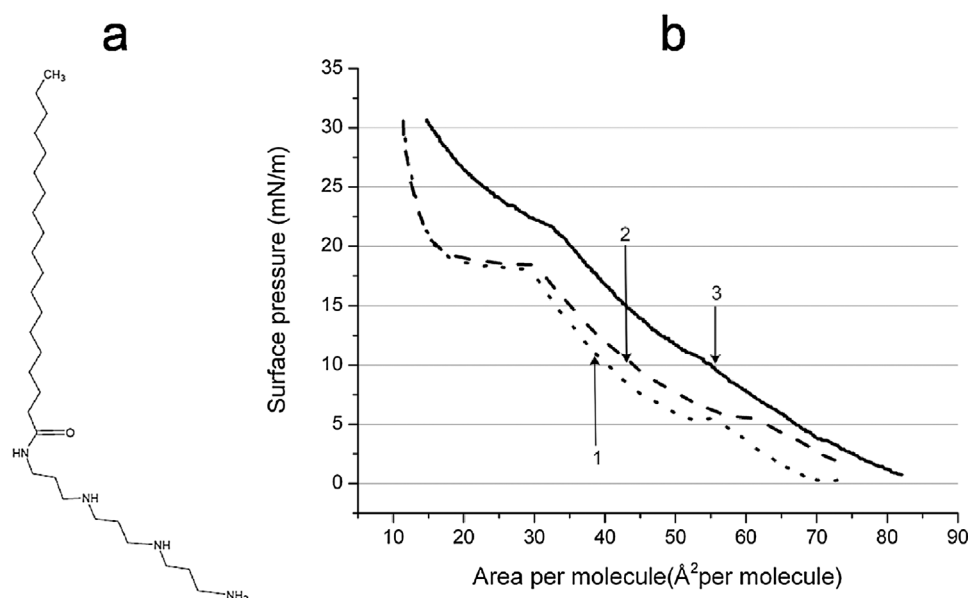 a
CH₃
O
HN
NH
NH
NH₂
b
Surface pressure (mN/m)
35
30
25
20
15
10
5
0
2
3
1
10 20 30 40 50 60 70 80 90
Area per molecule(Å²per molecule)